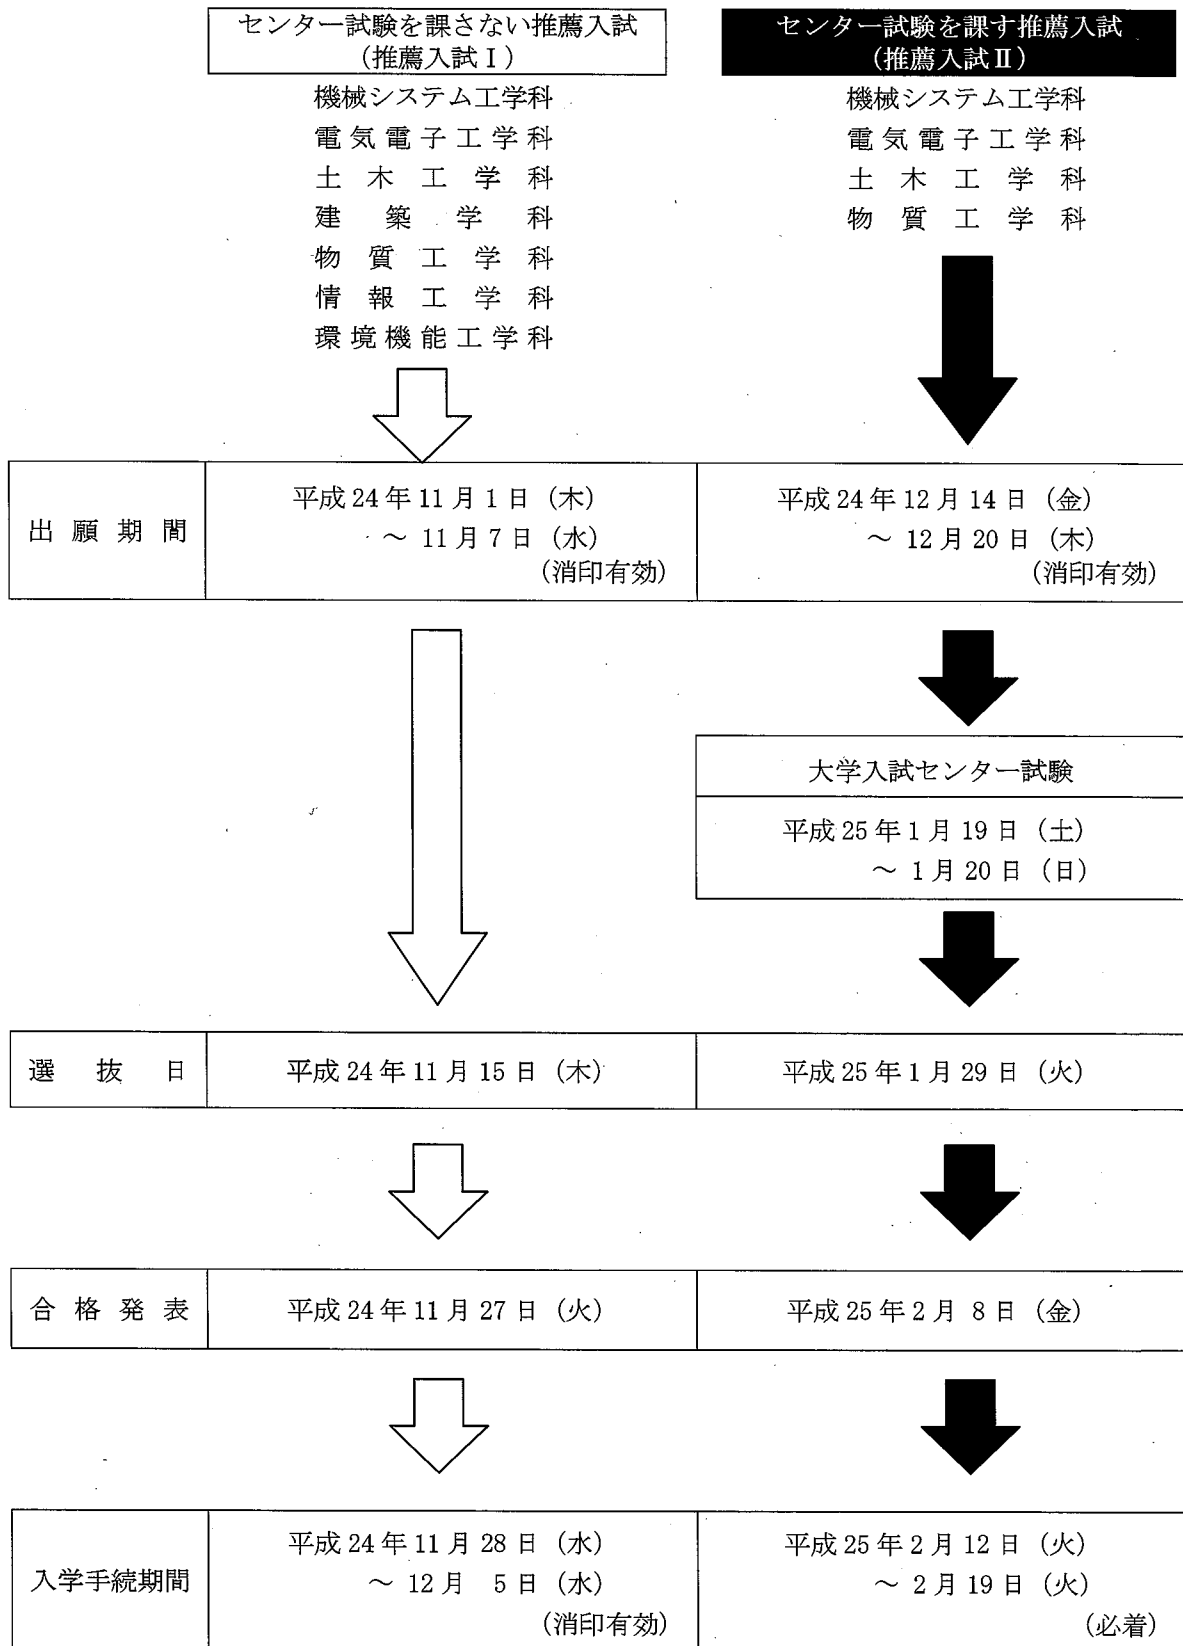 センター試験を課さない推薦入試
(推薦入試Ⅰ)
機械システム工学科
電気電子工学科
土木工学科
建築学科
物質工学科
情報工学科
環境機能工学科
センター試験を課す推薦入試
(推薦入試Ⅱ)
機械システム工学科
電気電子工学科
土木工学科
物質工学科
出願期間
平成24年11月1日(木)
~ 11月7日(水)
(消印有効)
平成24年12月14日(金)
~ 12月20日(木)
(消印有効)
大学入試センター試験
平成25年1月19日(土)
~ 1月20日(日)
選抜日
平成24年11月15日(木)
平成25年1月29日(火)
合格発表
平成24年11月27日(火)
平成25年2月8日(金)
入学手続期間
平成24年11月28日(水)
~ 12月5日(水)
(消印有効)
平成25年2月12日(火)
~ 2月19日(火)
(必着)